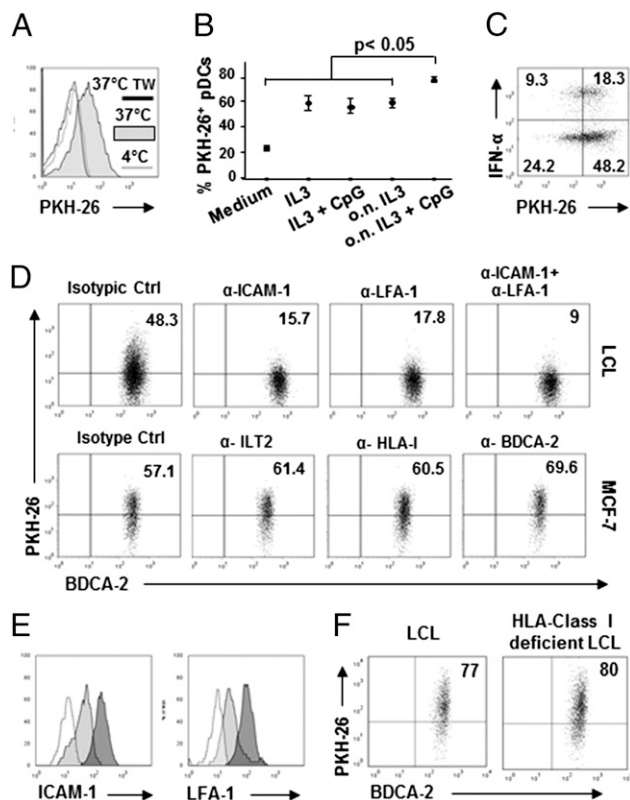 A
37°C TW
37°C
4°C
PKH-26
B
p< 0.05
% PKH-26+ pDCs
80
60
40
20
0
Medium
IL3
IL3 + CpG
o.n. IL3
o.n. IL3 + CpG
C
9.3 18.3
24.2 48.2
IFN-α
PKH-26
D
Isotypic Ctrl
α-ICAM-1
α-LFA-1
α-ICAM-1+
α-LFA-1
48.3
15.7
17.8
9
LCL
Isotype Ctrl
α- ILT2
α- HLA-I
α- BDCA-2
57.1
61.4
60.5
69.6
MCF-7
PKH-26
BDCA-2
E
ICAM-1
LFA-1
F
LCL
HLA-Class I
deficient LCL
77
80
PKH-26
BDCA-2